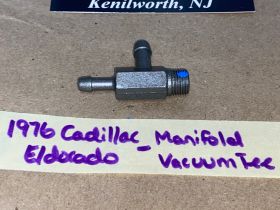 Kenilworth, NJ
1976 Cadillac - Manifold
Eldorado Vacuum Tee